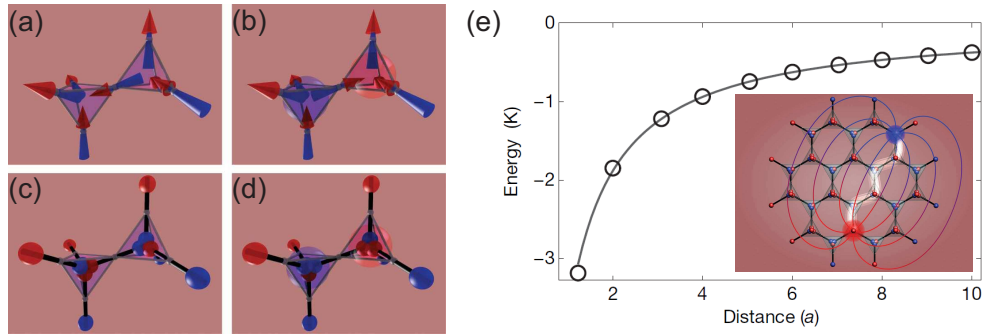 (a)
(b)
(c)
(d)
(e)
0
−1
−2
−3
Energy (K)
2
4
6
8
10
Distance (a)